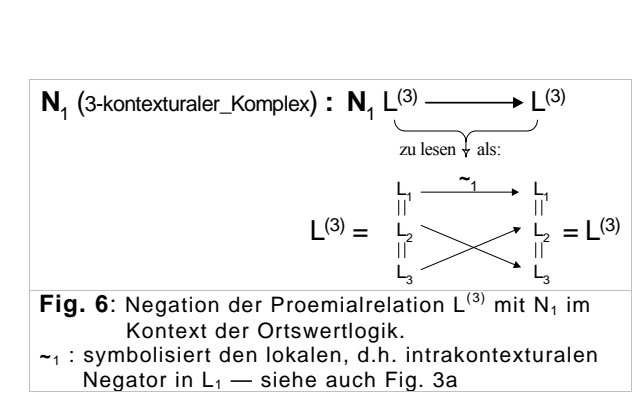 N₁ (3-kontexturaler_Komplex) : N₁ L⁽³⁾ ⟶ L⁽³⁾
zu lesen als:
L₁ ~₁ L₁
|| ||
L⁽³⁾ = L₂ L₂ = L⁽³⁾
|| ||
L₃ L₃
Fig. 6: Negation der Proemialrelation L⁽³⁾ mit N₁ im
Kontext der Ortswertlogik.
~₁ : symbolisiert den lokalen, d.h. intrakontexturalen
Negator in L₁ — siehe auch Fig. 3a